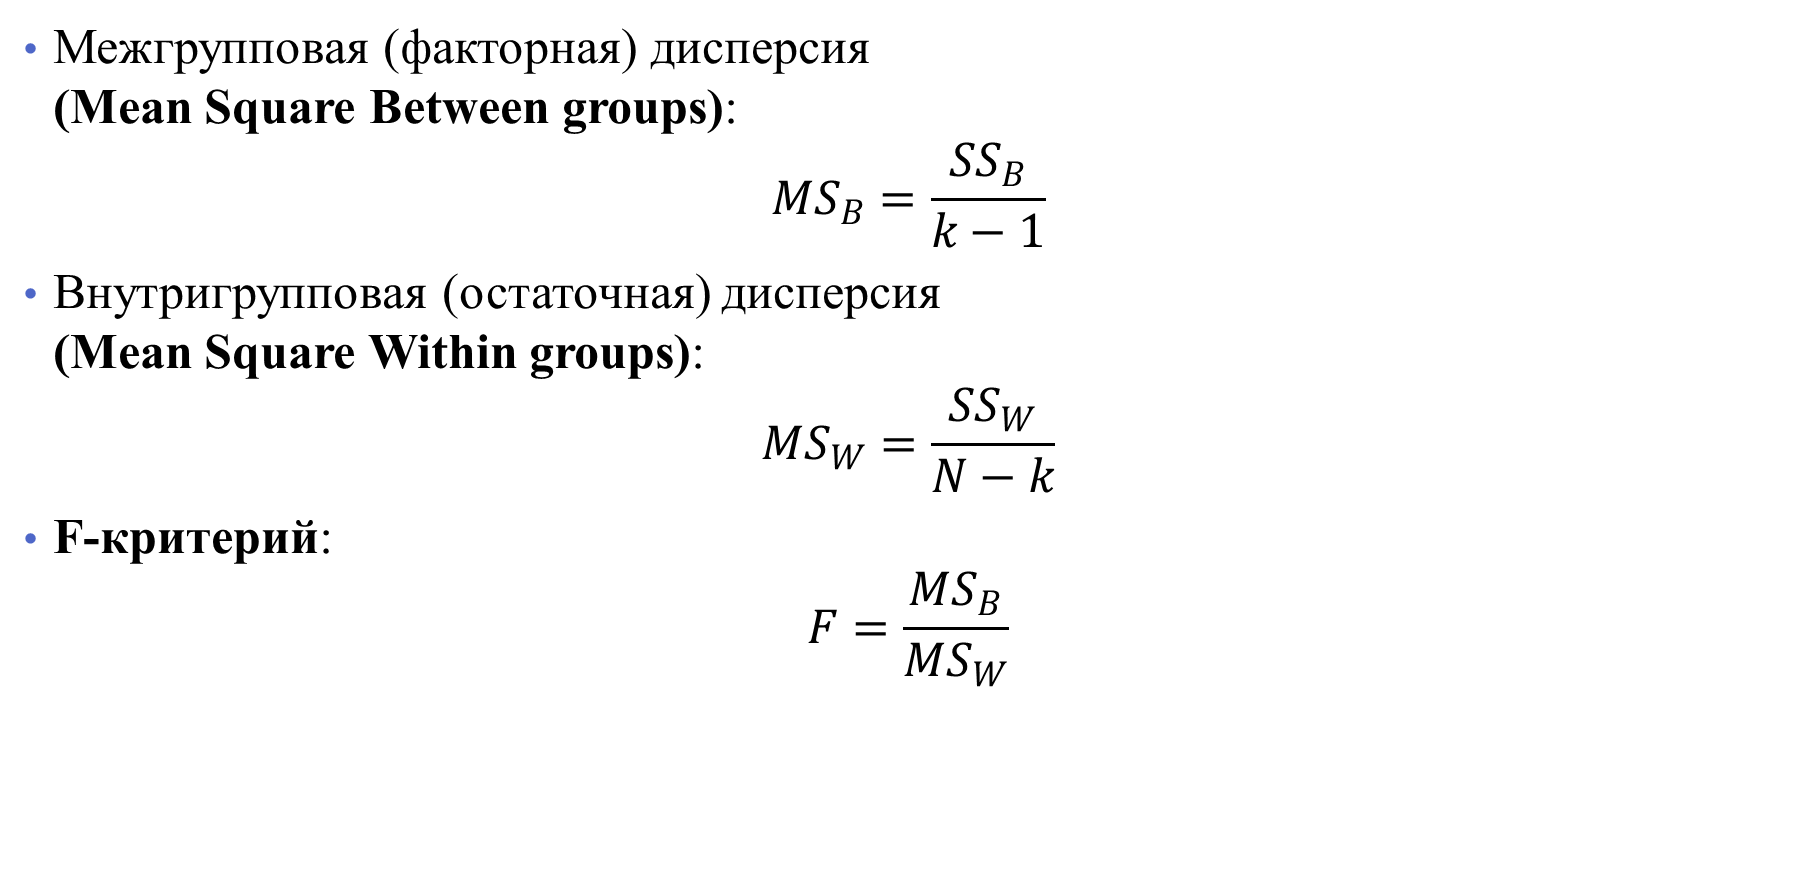 • Межгрупповая (факторная) дисперсия
(Mean Square Between groups):
MS_B = SS_B / (k − 1)
• Внутригрупповая (остаточная) дисперсия
(Mean Square Within groups):
MS_W = SS_W / (N − k)
• F-критерий:
F = MS_B / MS_W